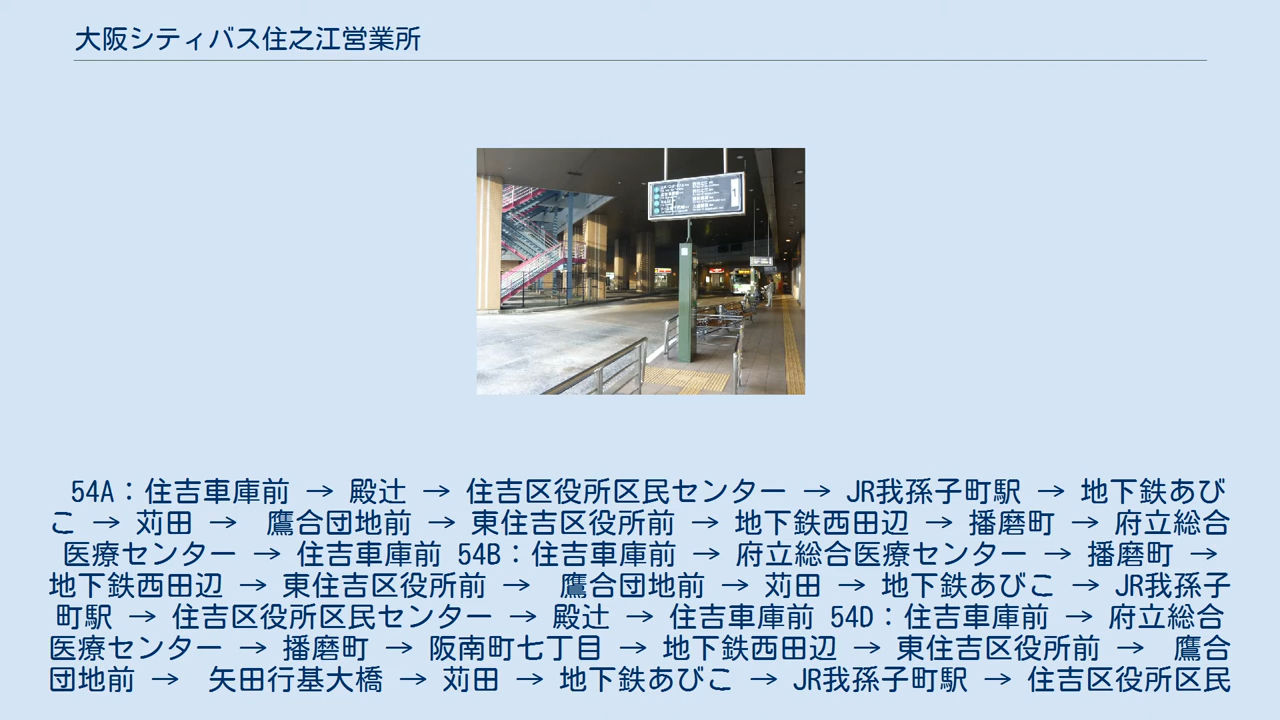 大阪シティバス住之江営業所
1
54A：住吉車庫前 → 殿辻 → 住吉区役所区民センター → JR我孫子町駅 → 地下鉄あび
こ → 苅田 → 鷹合団地前 → 東住吉区役所前 → 地下鉄西田辺 → 播磨町 → 府立総合
医療センター → 住吉車庫前 54B：住吉車庫前 → 府立総合医療センター → 播磨町 →
地下鉄西田辺 → 東住吉区役所前 → 鷹合団地前 → 苅田 → 地下鉄あびこ → JR我孫子
町駅 → 住吉区役所区民センター → 殿辻 → 住吉車庫前 54D：住吉車庫前 → 府立総合
医療センター → 播磨町 → 阪南町七丁目 → 地下鉄西田辺 → 東住吉区役所前 → 鷹合
団地前 → 矢田行基大橋 → 苅田 → 地下鉄あびこ → JR我孫子町駅 → 住吉区役所区民